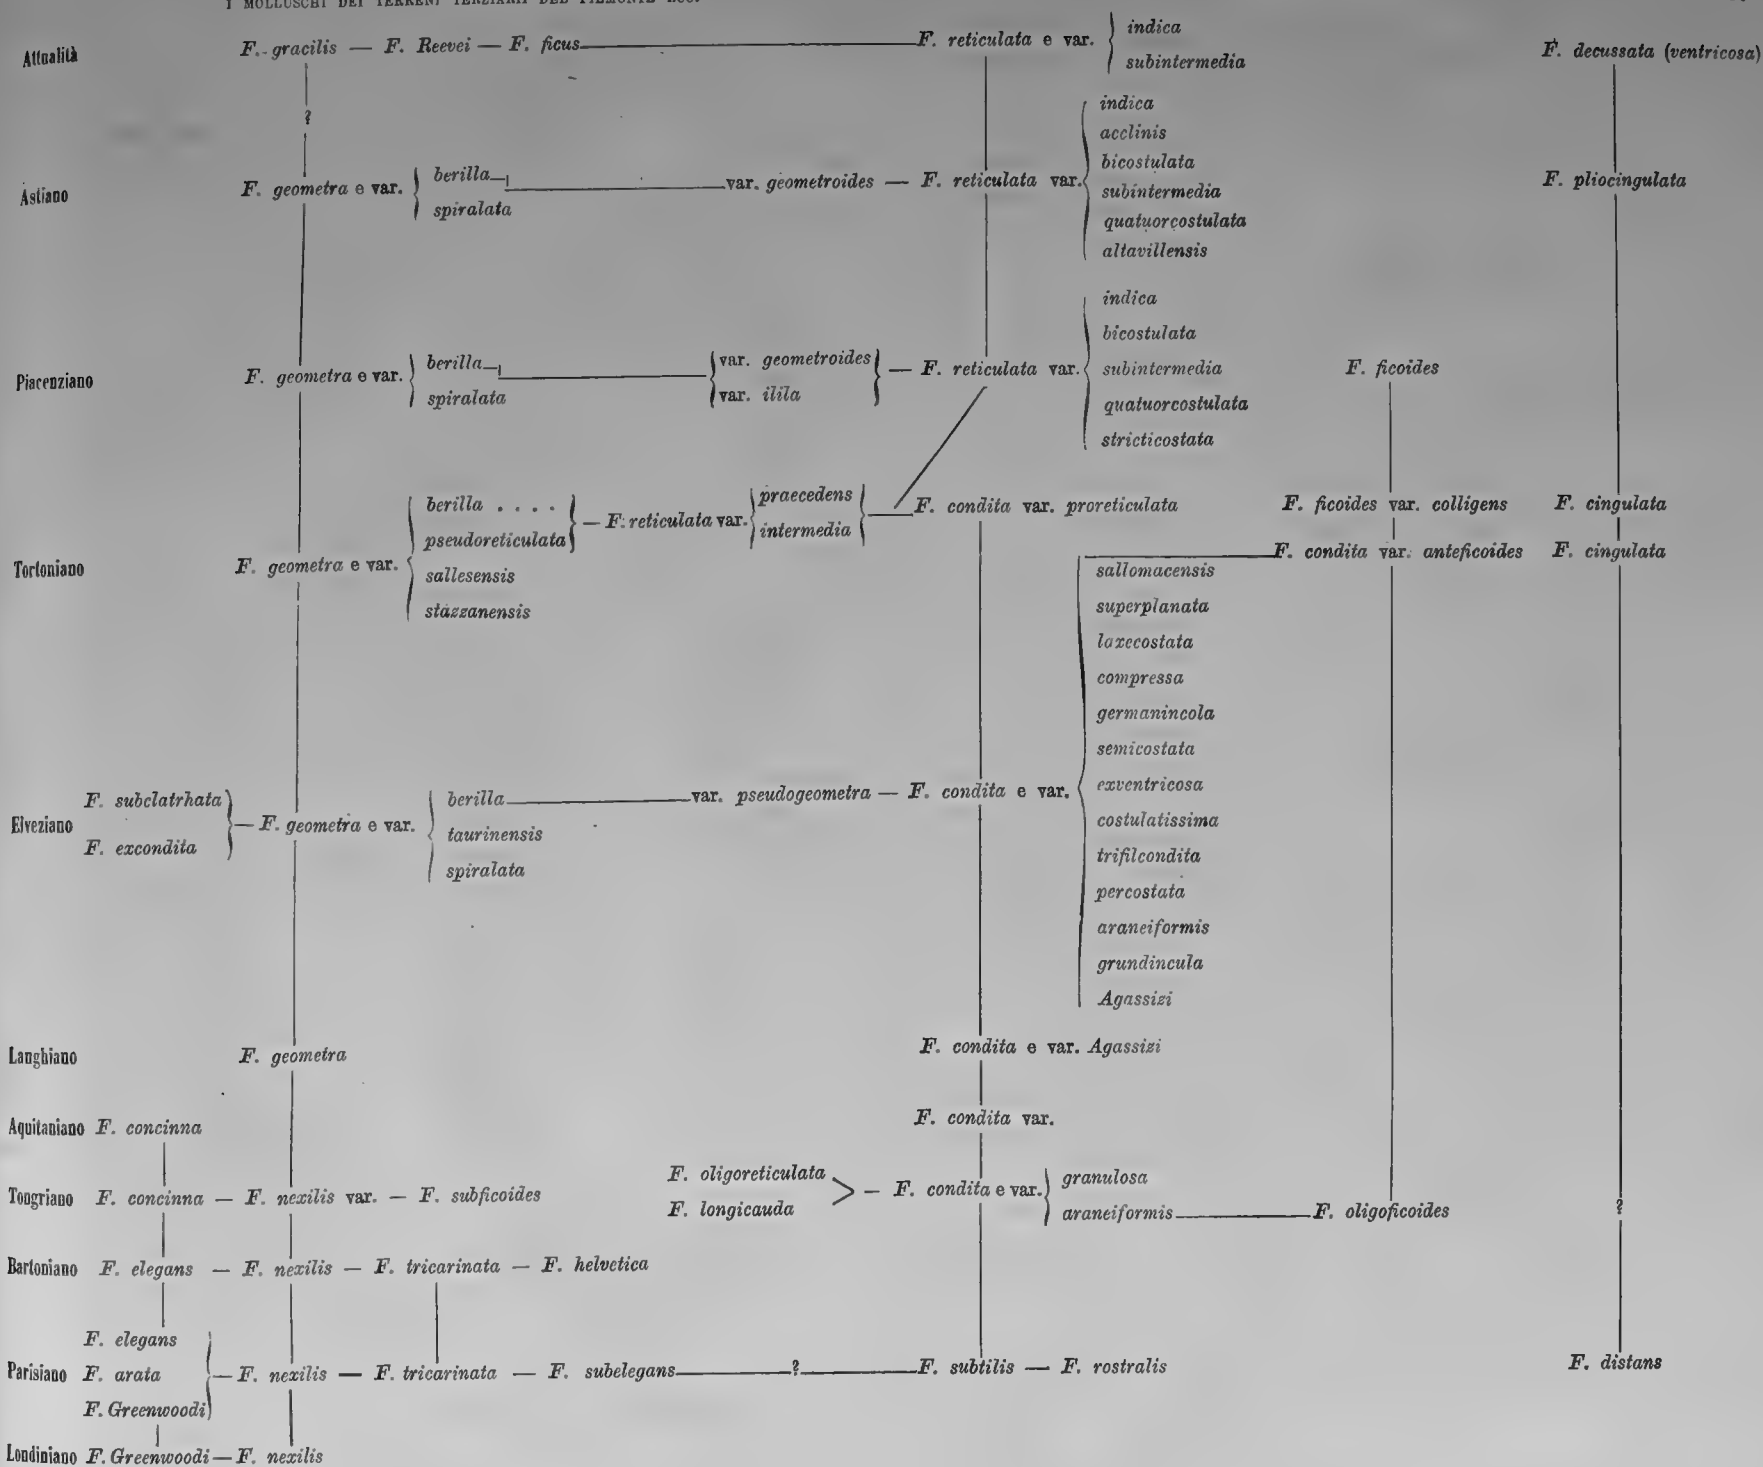 I MOLLUSCHI DEI TERRENI TERZIARII DEL PIEMONTE ECC.
Attualità F. gracilis — F. Reevei — F. ficus — F. reticulata e var. indica
subintermedia
F. decussata (ventricosa)
?
Astiano F. geometra e var. berilla
spiralata
var. geometroides — F. reticulata var. indica
acclinis
bicostulata
subintermedia
quatuorcostulata
altavillensis
F. pliocingulata
Piacenziano F. geometra e var. berilla
spiralata
var. geometroides
var. ilila
— F. reticulata var. indica
bicostulata
subintermedia
quatuorcostulata
stricticostata
F. ficoides
Tortoniano F. geometra e var. berilla . . . .
pseudoreticulata
sallesensis
stazzanensis
— F. reticulata var. praecedens
intermedia
— F. condita var. proreticulata
F. ficoides var. colligens F. cingulata
F. condita var. anteficoides F. cingulata
Elveziano F. subclatrhata
F. excondita
— F. geometra e var. berilla
taurinensis
spiralata
var. pseudogeometra — F. condita e var. sallomacensis
superplanata
laxecostata
compressa
germanincola
semicostata
exventricosa
costulatissima
trifilcondita
percostata
araneiformis
grundincula
Agassizi
Langhiano F. geometra F. condita e var. Agassizi
Aquitaniano F. concinna F. condita var.
Tongriano F. concinna — F. nexilis var. — F. subficoides F. oligoreticulata
F. longicauda
— F. condita e var. granulosa
araneiformis — F. oligoficoides
?
Bartoniano F. elegans — F. nexilis — F. tricarinata — F. helvetica
Parisiano F. elegans
F. arata
F. Greenwoodi
— F. nexilis — F. tricarinata — F. subelegans — ? — F. subtilis — F. rostralis F. distans
Londiniano F. Greenwoodi — F. nexilis